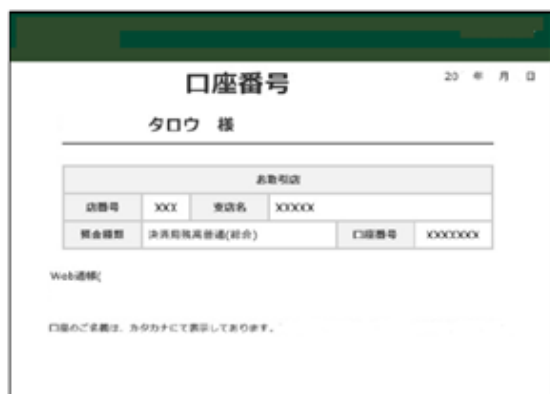 口座番号
20 年 月 日
タロウ 様
お取引店
店番号 XXX 支店名 XXXXX
預金種類 決済用残高普通(総合) 口座番号 XXXXXXX
Web通帳(
口座のご名義は、カタカナにて表示しております。